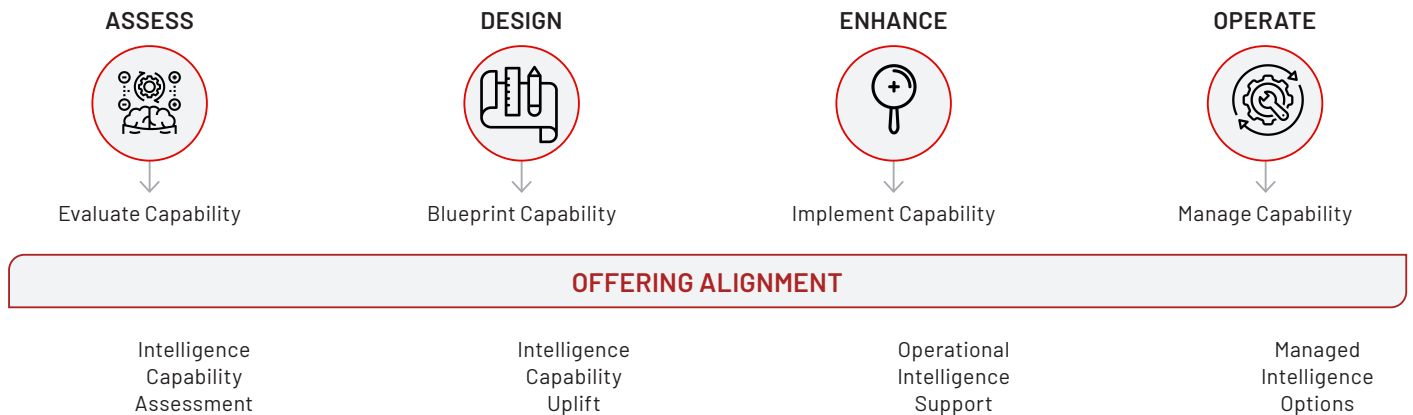 ASSESS
DESIGN
ENHANCE
OPERATE
Evaluate Capability
Blueprint Capability
Implement Capability
Manage Capability
OFFERING ALIGNMENT
Intelligence
Capability
Assessment
Intelligence
Capability
Uplift
Operational
Intelligence
Support
Managed
Intelligence
Options